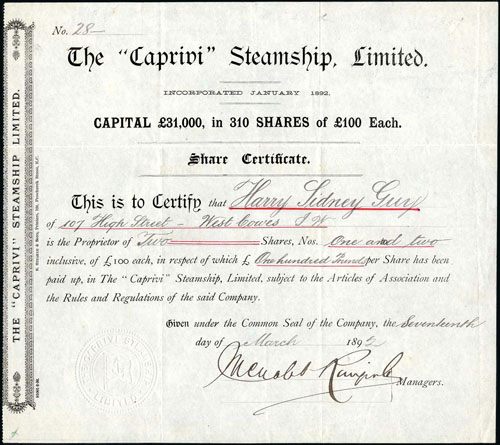 No. 28
The "Caprivi" Steamship, Limited.
INCORPORATED JANUARY 1892.
CAPITAL £31,000, in 310 SHARES of £100 Each.
Share Certificate.
This is to Certify that Harry Sidney Guy
of 107 High Street - West Cowes I W
is the Proprietor of Two Shares, Nos. One and two
inclusive, of £100 each, in respect of which £ One hundred Pounds per Share has been
paid up, in The "Caprivi" Steamship, Limited, subject to the Articles of Association and
the Rules and Regulations of the said Company.
Given under the Common Seal of the Company, the Seventeenth
day of March 1892
Managers.
THE "CAPRIVI" STEAMSHIP LIMITED.